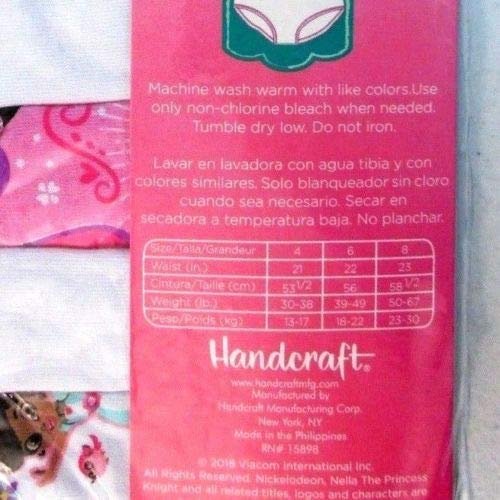 Machine wash warm with like colors.Use
only non-chlorine bleach when needed.
Tumble dry low. Do not iron.
Lavar en lavadora con agua tibia y con
colores similares. Solo blanqueador sin cloro
cuando sea necesario. Secar en
secadora a temperatura baja. No planchar.
Size/Talla/Grandeur 4 6 8
Waist (in.) 21 22 23
Cintura/Taille (cm) 53 1/2 56 58 1/2
Weight (lb.) 30-38 39-49 50-67
Peso/Poids (kg) 13-17 18-22 23-30
Handcraft®
www.handcraftmfg.com
Manufactured by
Handcraft Manufacturing Corp.
New York, NY
Made in the Philippines
RN# 15898
© 2018 Viacom International Inc.
All Rights Reserved. Nickelodeon, Nella The Princess
Knight and all related titles, logos and characters are